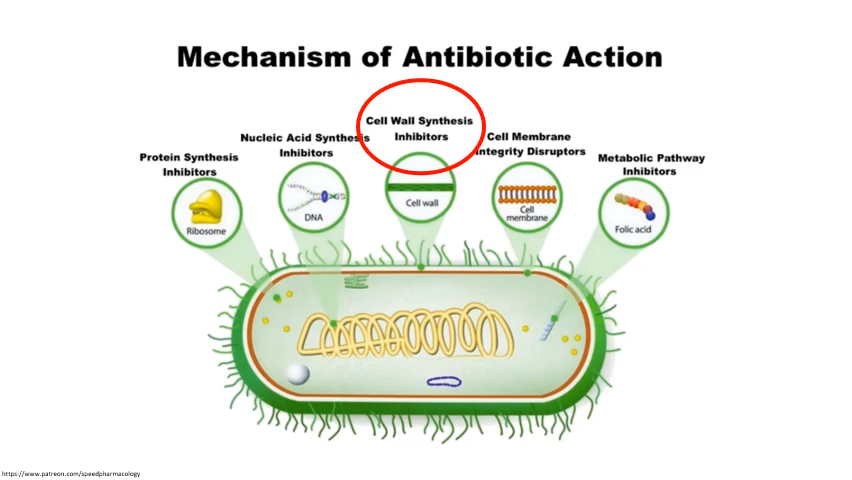 Mechanism of Antibiotic Action
Cell Wall Synthesis
Inhibitors
Nucleic Acid Synthesis
Inhibitors
Cell Membrane
Integrity Disruptors
Protein Synthesis
Inhibitors
Metabolic Pathway
Inhibitors
Ribosome
DNA
Cell wall
Cell
membrane
Folic acid
https://www.patreon.com/speedpharmacology